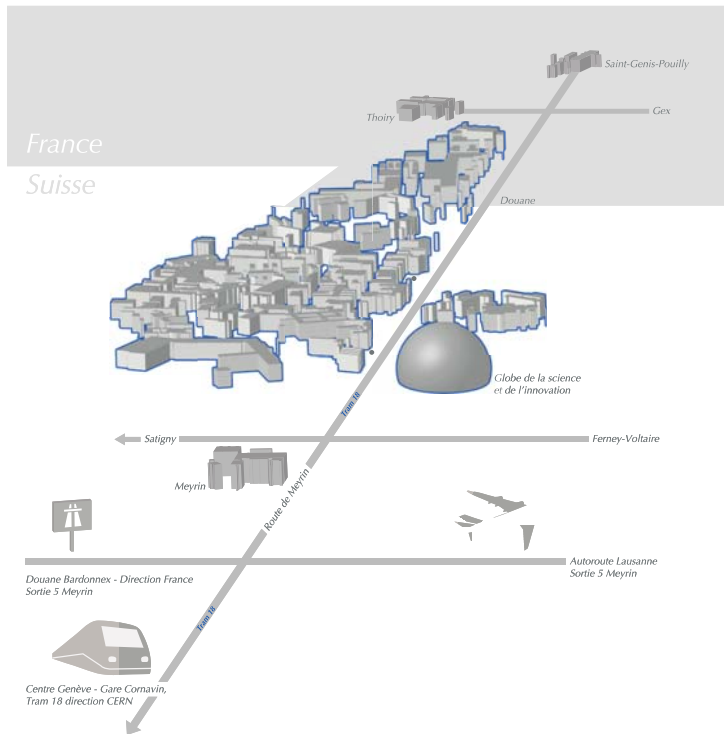 Saint-Genis-Pouilly
Thoiry
Gex
France
Suisse
Douane
Globe de la science
et de l'innovation
Tram 18
Satigny
Ferney-Voltaire
Meyrin
Route de Meyrin
Autoroute Lausanne
Sortie 5 Meyrin
Douane Bardonnex - Direction France
Sortie 5 Meyrin
Tram 18
Centre Genève - Gare Cornavin,
Tram 18 direction CERN